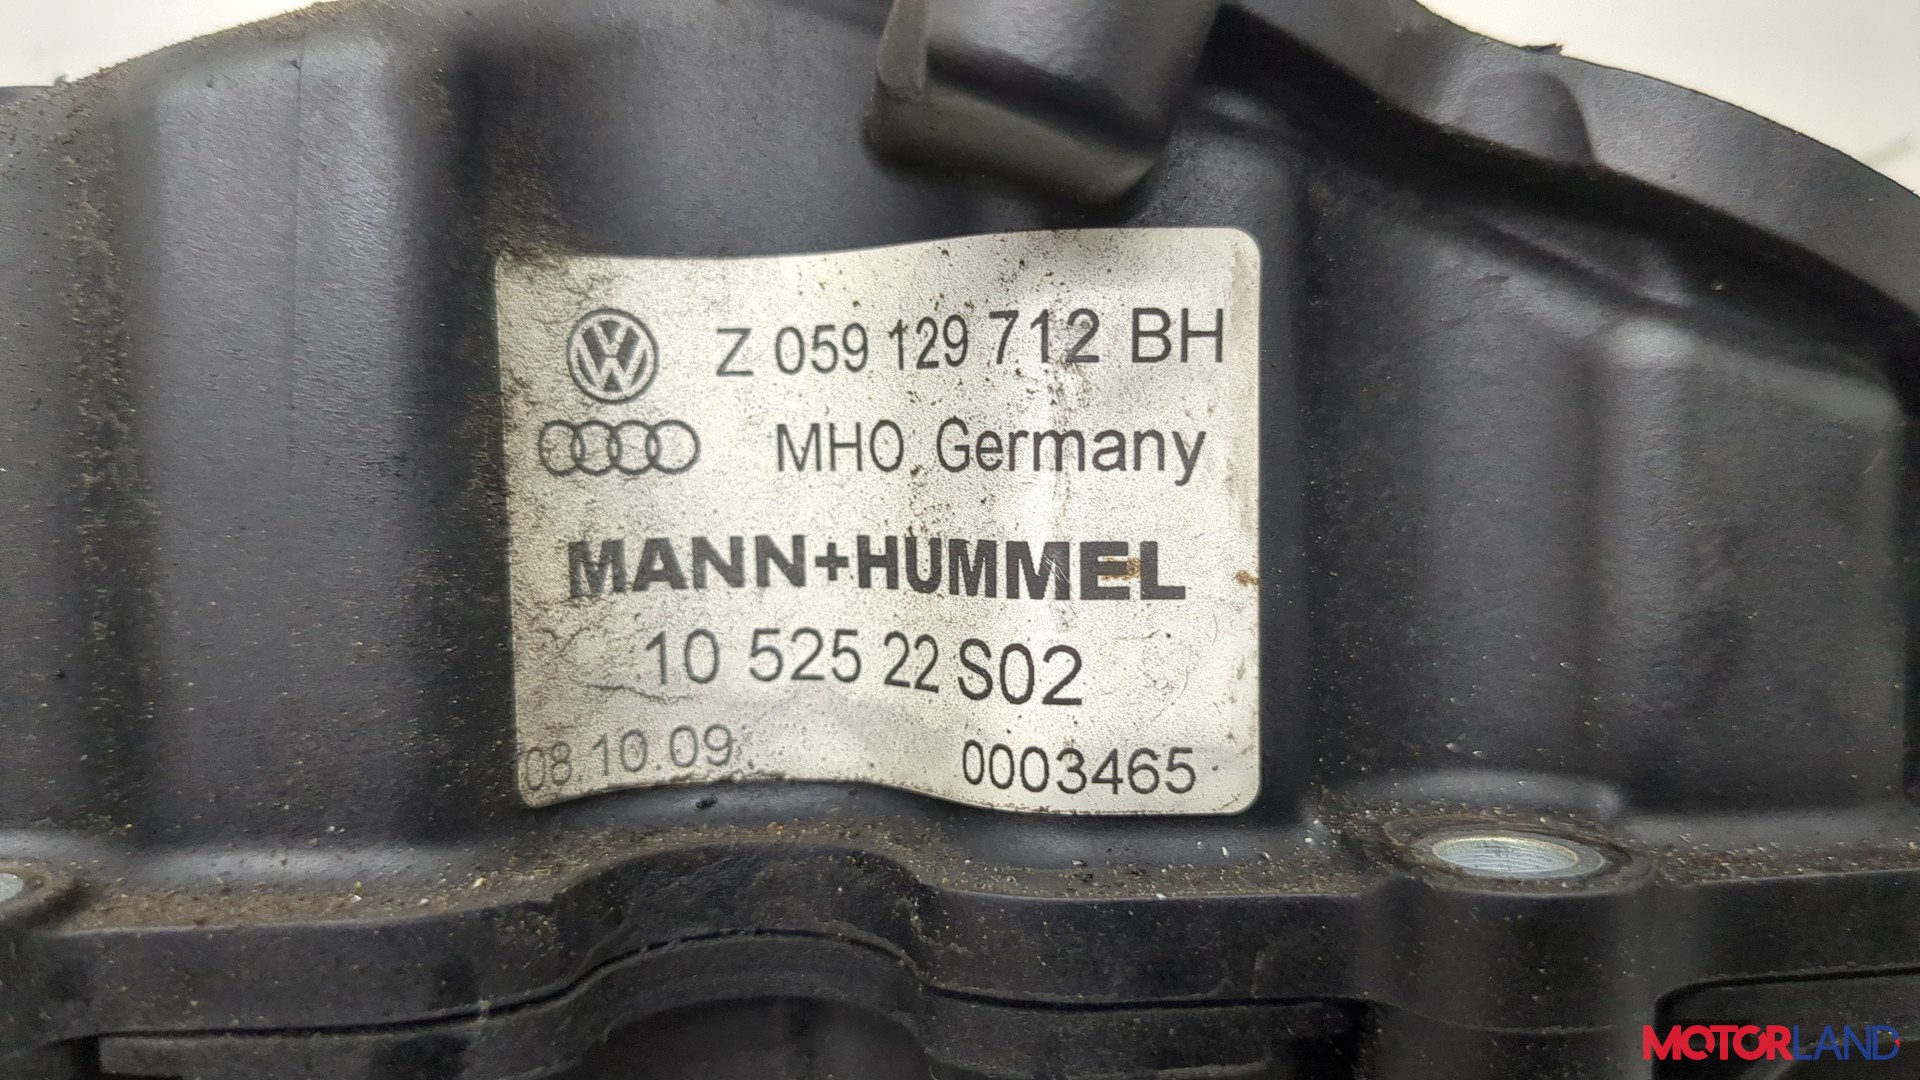 Z 059 129 712 BH
MHO Germany
MANN+HUMMEL
10 525 22 S02
08.10.09 0003465
MOTORLAND